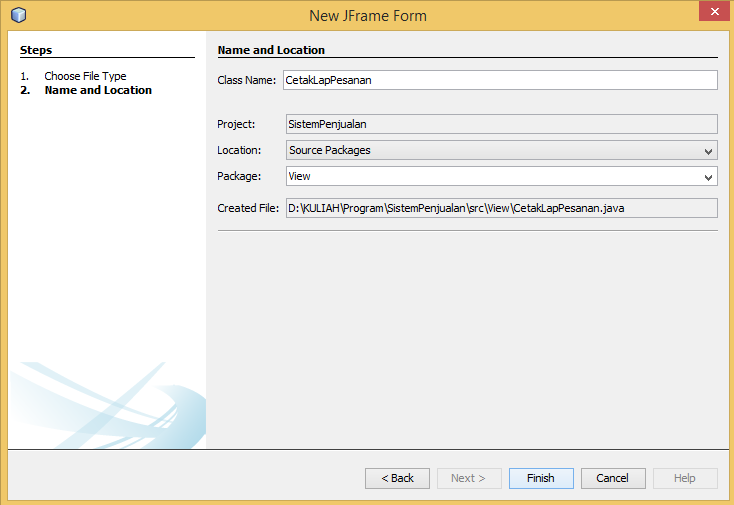 New JFrame Form
Steps
1. Choose File Type
2. Name and Location
Name and Location
Class Name: CetakLapPesanan
Project: SistemPenjualan
Location: Source Packages
Package: View
Created File: D:\KULIAH\Program\SistemPenjualan\src\View\CetakLapPesanan.java
< Back Next > Finish Cancel Help